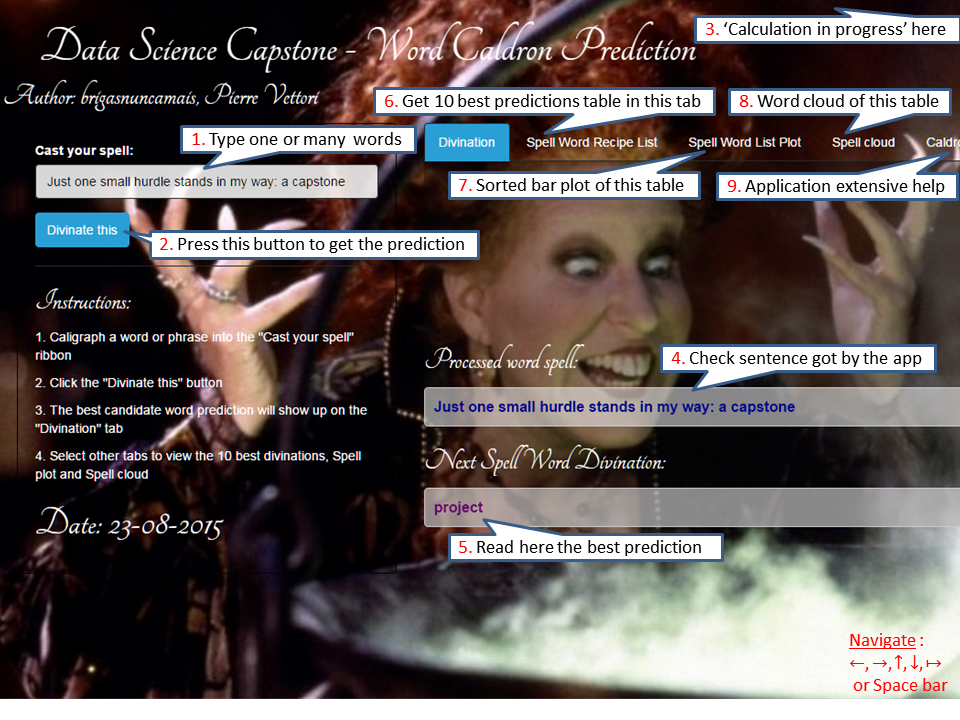 Data Science Capstone - Word Caldron Prediction
3. 'Calculation in progress' here
Author: brigasnuncamais, Pierre Vettori
6. Get 10 best predictions table in this tab
8. Word cloud of this table
1. Type one or many words
Cast your spell:
Divination
Spell Word Recipe List
Spell Word List Plot
Spell cloud
Just one small hurdle stands in my way: a capstone
7. Sorted bar plot of this table
9. Application extensive help
Divinate this
2. Press this button to get the prediction
Instructions:
1. Caligraph a word or phrase into the "Cast your spell"
ribbon
2. Click the "Divinate this" button
3. The best candidate word prediction will show up on the
"Divination" tab
4. Select other tabs to view the 10 best divinations, Spell
plot and Spell cloud
Date: 23-08-2015
Processed word spell:
4. Check sentence got by the app
Just one small hurdle stands in my way: a capstone
Next Spell Word Divination:
project
5. Read here the best prediction
Navigate :
←, →,↑,↓,↦
or Space bar